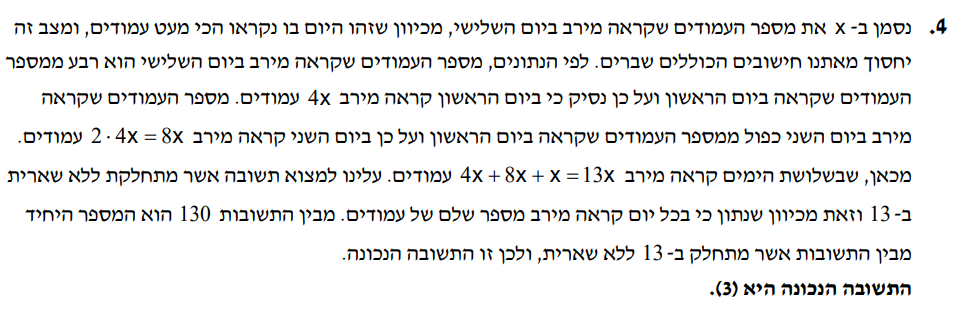 4. נסמן ב- x את מספר העמודים שקראה מירב ביום השלישי, מכיוון שזהו היום בו נקראו הכי מעט עמודים, ומצב זה
יחסוך מאתנו חישובים הכוללים שברים. לפי הנתונים, מספר העמודים שקראה מירב ביום השלישי הוא רבע ממספר
העמודים שקראה ביום הראשון ועל כן נסיק כי ביום הראשון קראה מירב 4x עמודים. מספר העמודים שקראה
מירב ביום השני כפול ממספר העמודים שקראה ביום הראשון ועל כן ביום השני קראה מירב 2 · 4x = 8x עמודים.
מכאן, שבשלושת הימים קראה מירב 4x + 8x + x = 13x עמודים. עלינו למצוא תשובה אשר מתחלקת ללא שארית
ב- 13 וזאת מכיוון שנתון כי בכל יום קראה מירב מספר שלם של עמודים. מבין התשובות 130 הוא המספר היחיד
מבין התשובות אשר מתחלק ב- 13 ללא שארית, ולכן זו התשובה הנכונה.
התשובה הנכונה היא (3).